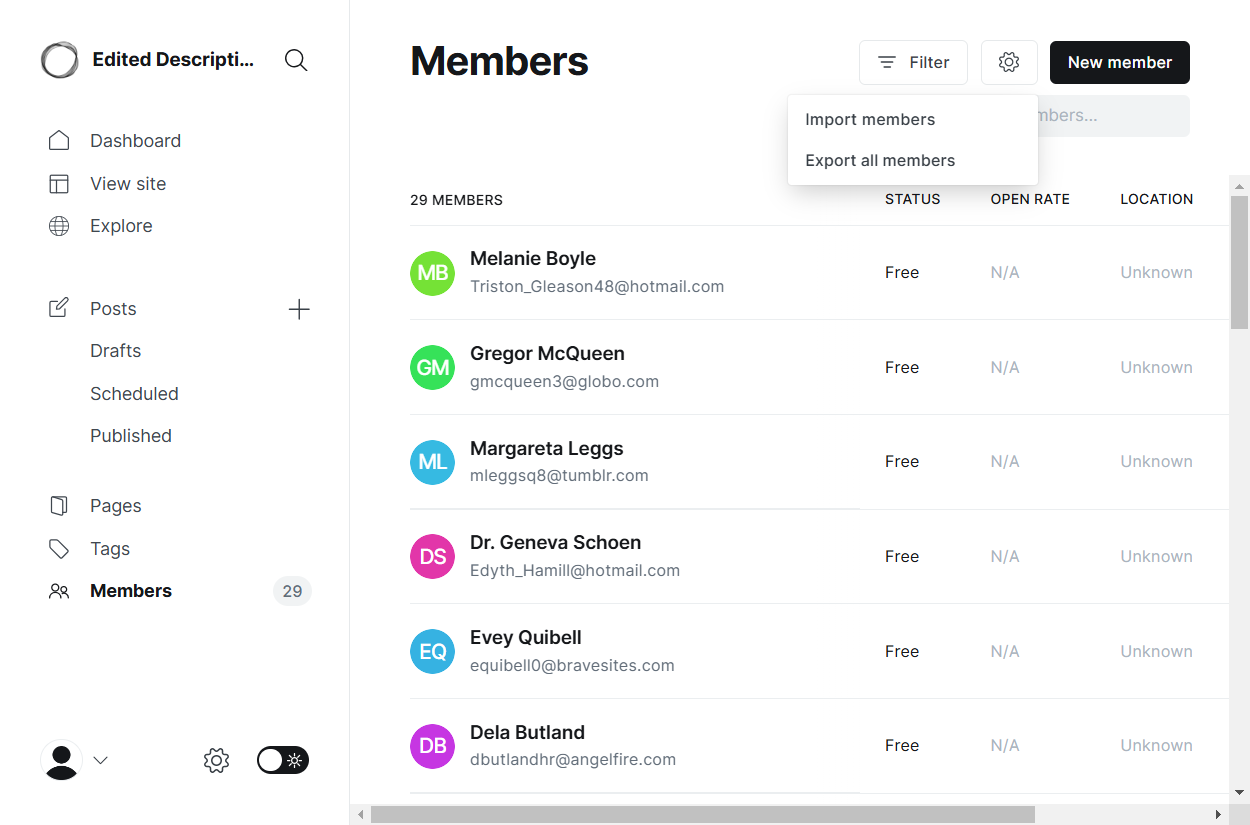 Edited Descripti...
Dashboard
View site
Explore
Posts
Drafts
Scheduled
Published
Pages
Tags
Members 29
Members
Filter
New member
Import members
Export all members
29 MEMBERS STATUS OPEN RATE LOCATION
MB Melanie Boyle
Triston_Gleason48@hotmail.com Free N/A Unknown
GM Gregor McQueen
gmcqueen3@globo.com Free N/A Unknown
ML Margareta Leggs
mleggsq8@tumblr.com Free N/A Unknown
DS Dr. Geneva Schoen
Edyth_Hamill@hotmail.com Free N/A Unknown
EQ Evey Quibell
equibell0@bravesites.com Free N/A Unknown
DB Dela Butland
dbutlandhr@angelfire.com Free N/A Unknown